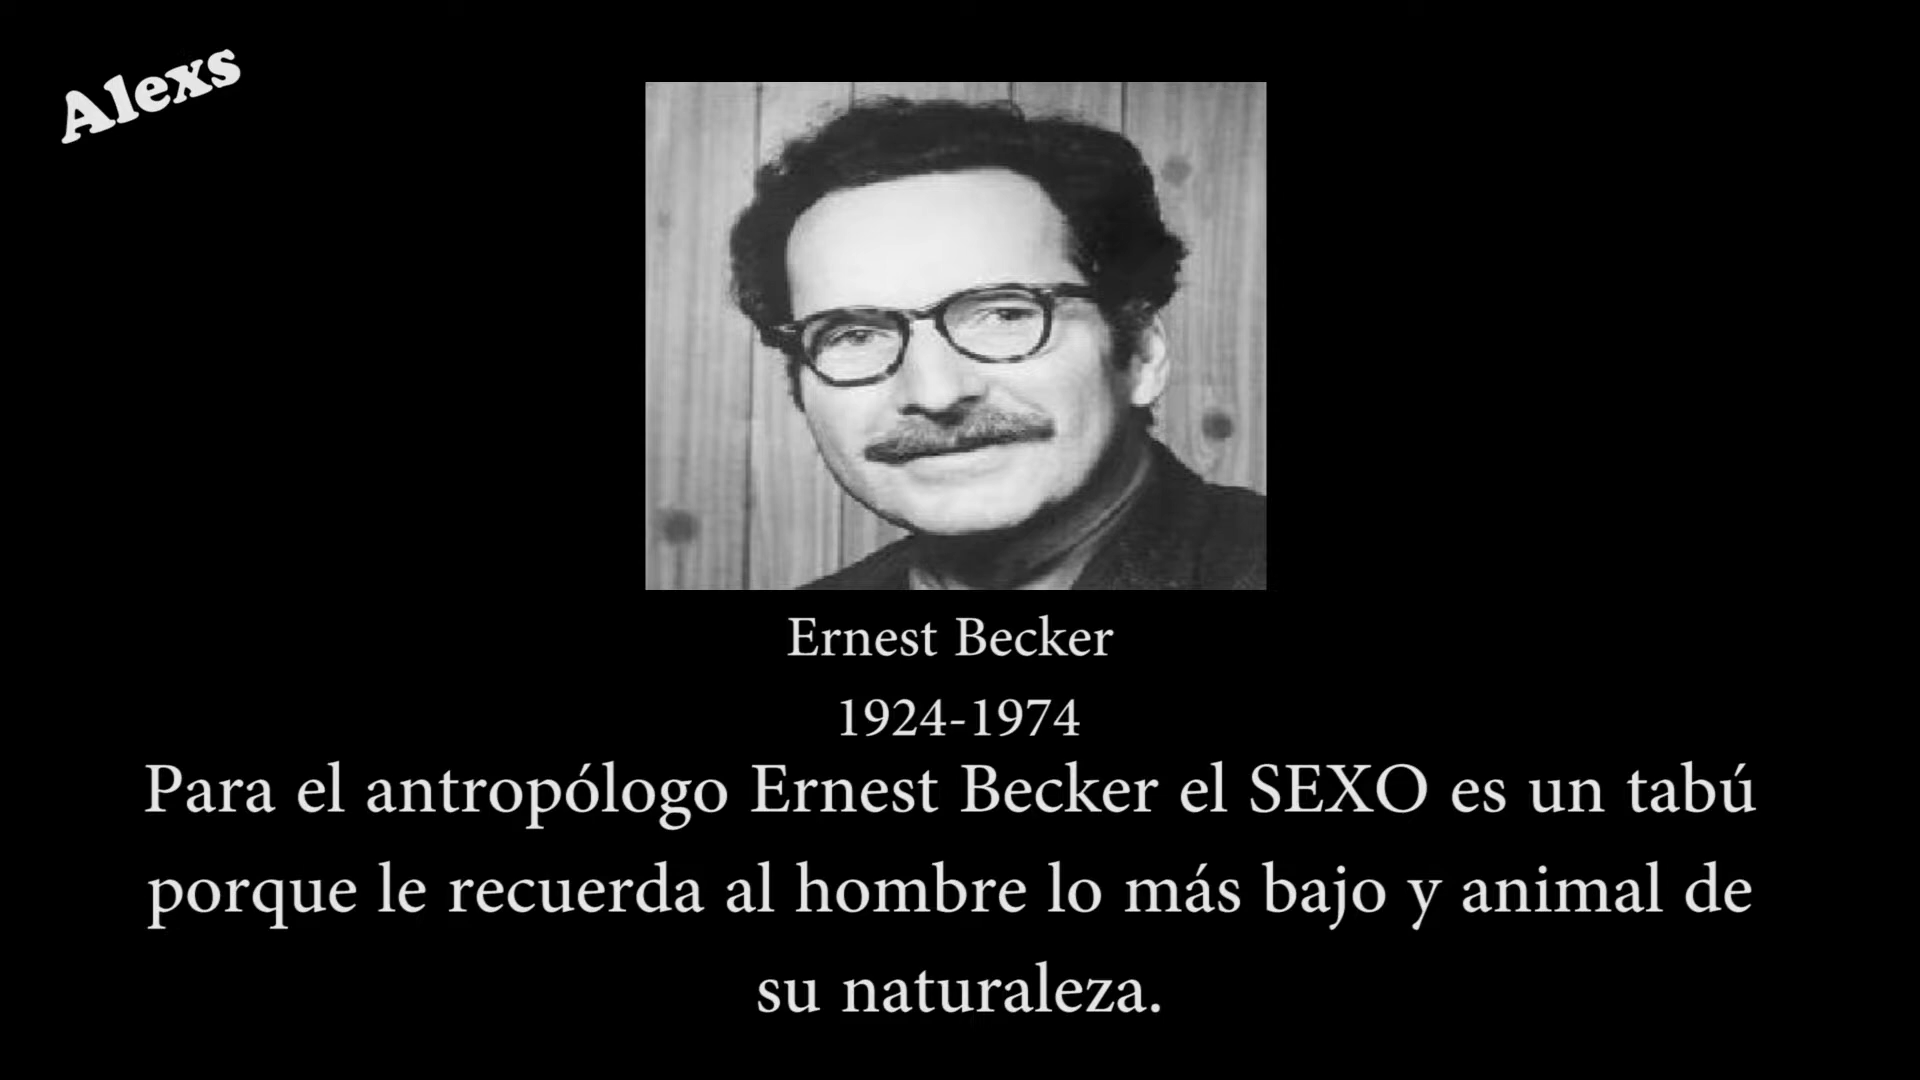 Alexs
Ernest Becker
1924-1974
Para el antropólogo Ernest Becker el SEXO es un tabú
porque le recuerda al hombre lo más bajo y animal de
su naturaleza.